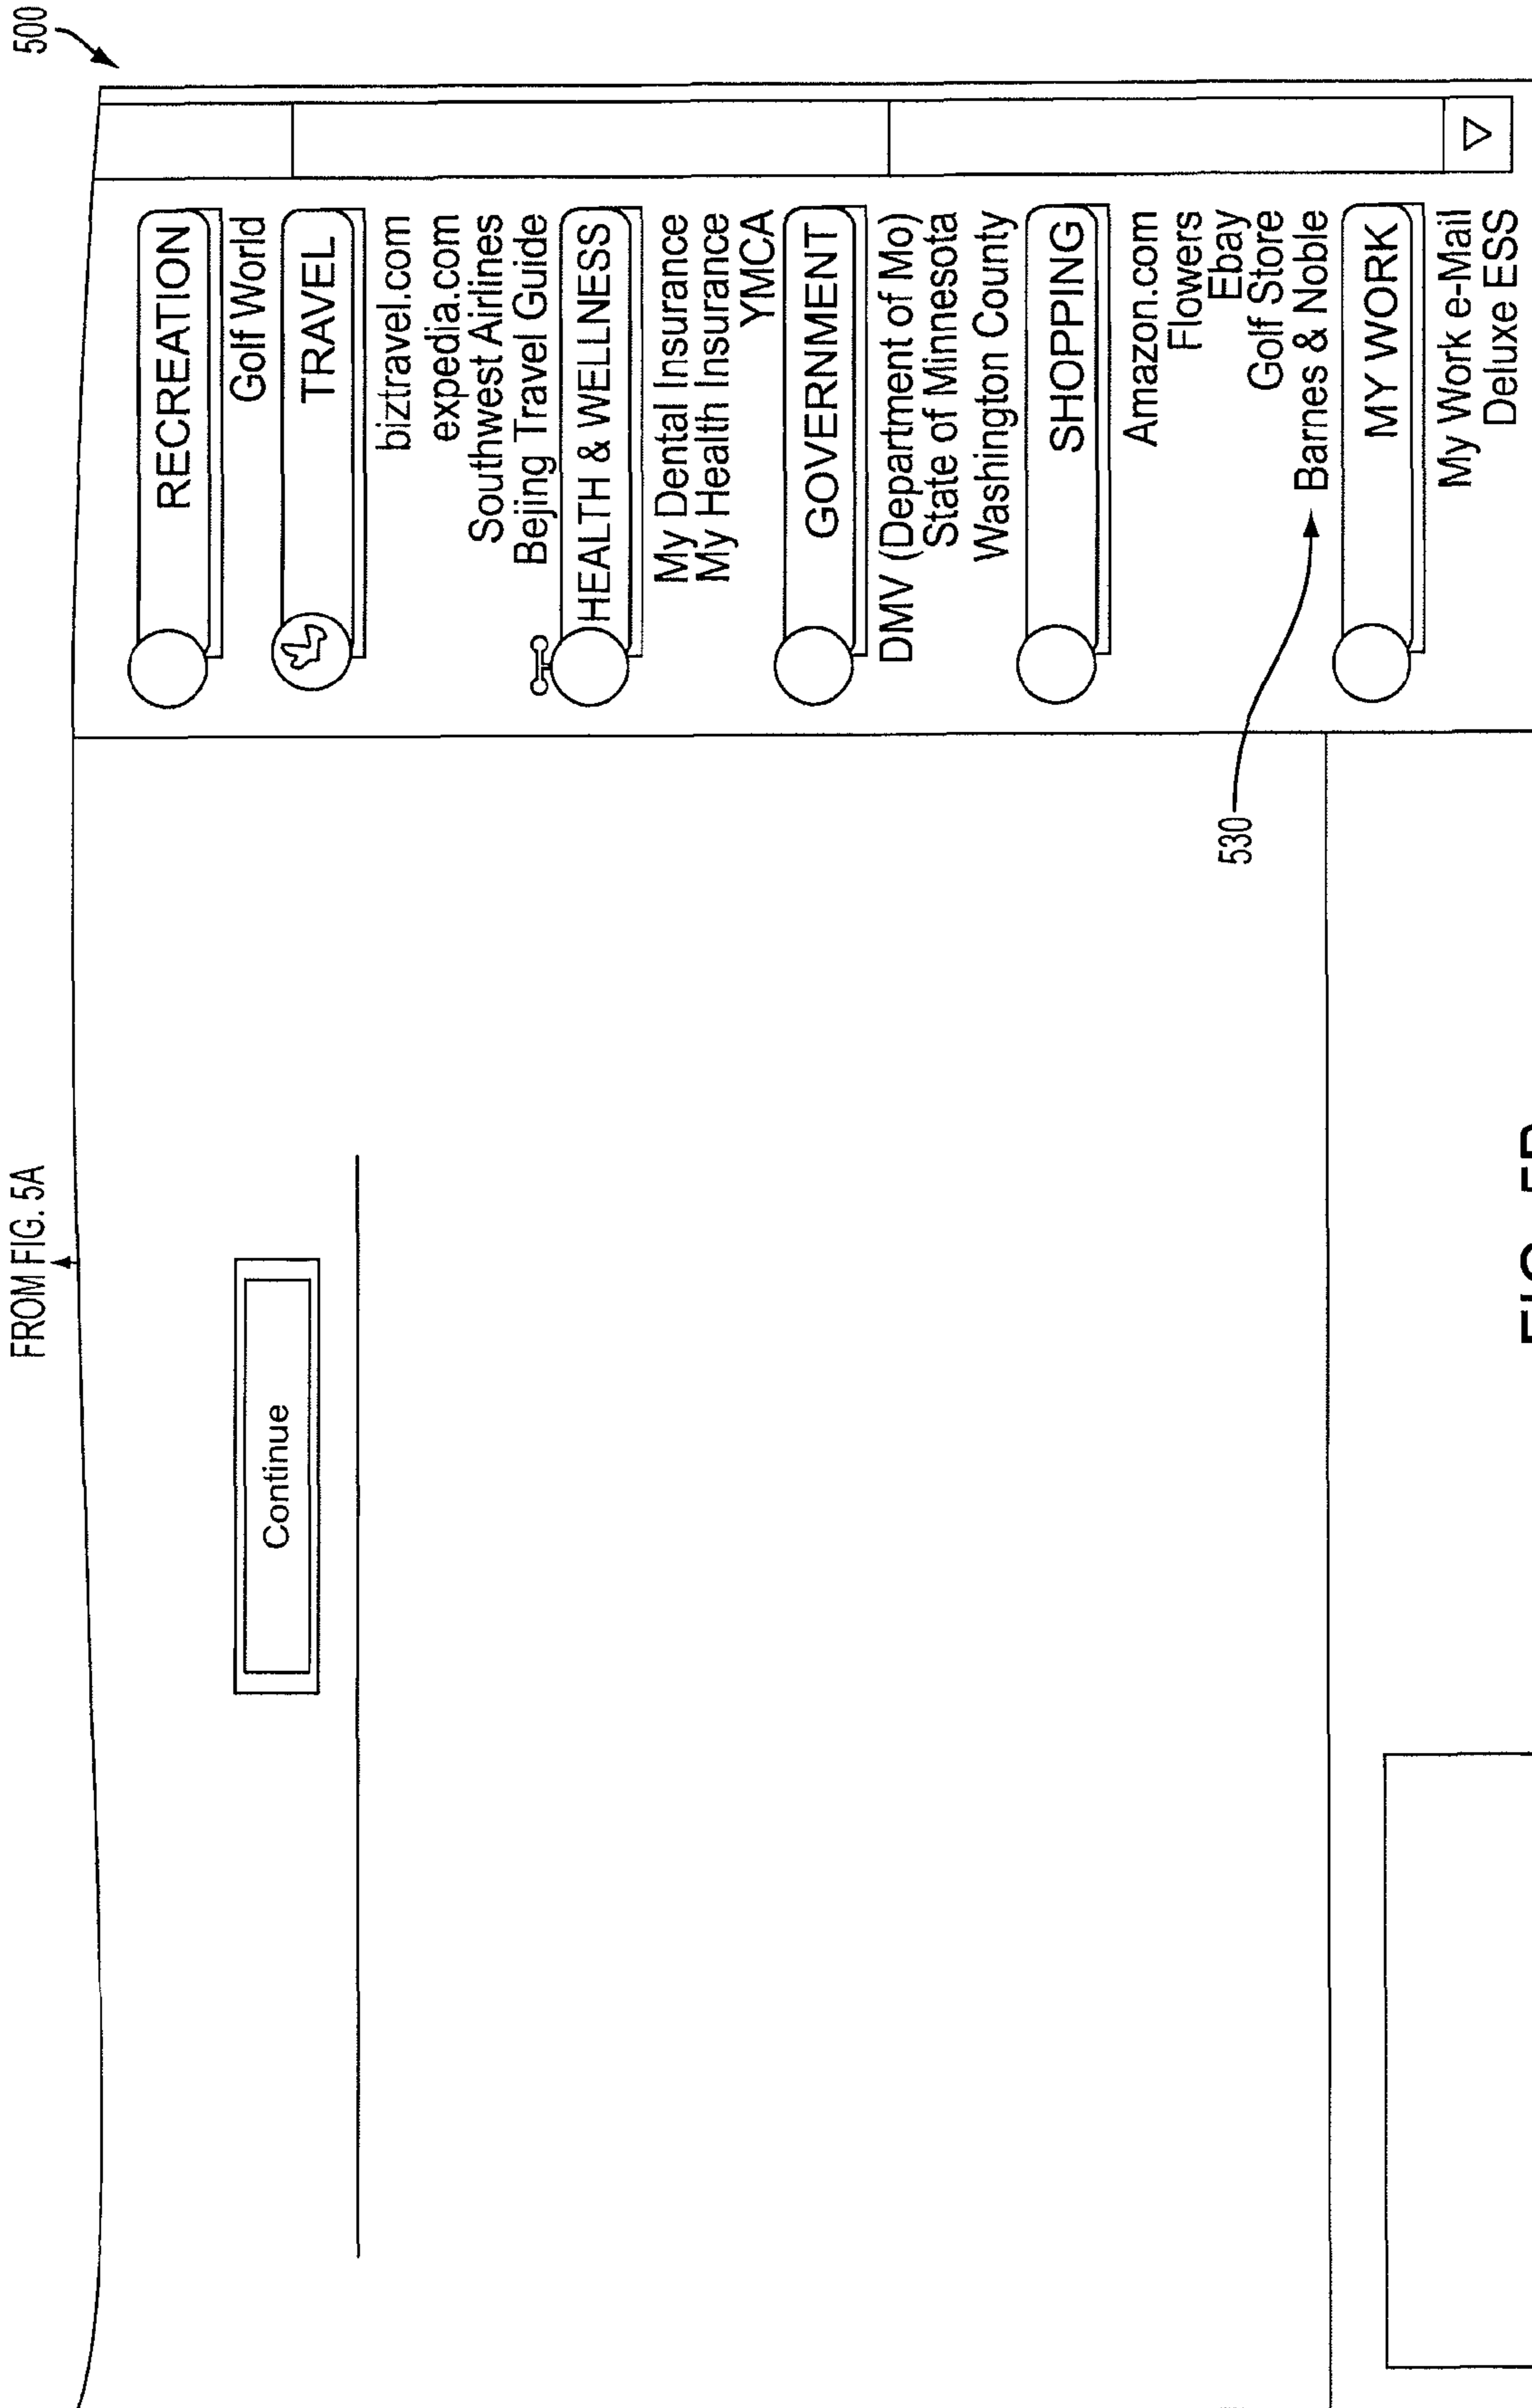 FROM FIG. 5A
500
Continue
RECREATION
Golf World
TRAVEL
biztravel.com
expedia.com
Southwest Airlines
Bejing Travel Guide
HEALTH & WELLNESS
My Dental Insurance
My Health Insurance
YMCA
GOVERNMENT
DMV (Department of Mo)
State of Minnesota
Washington County
SHOPPING
Amazon.com
Flowers
Ebay
Golf Store
530
Barnes & Noble
MY WORK
My Work e-Mail
Deluxe ESS